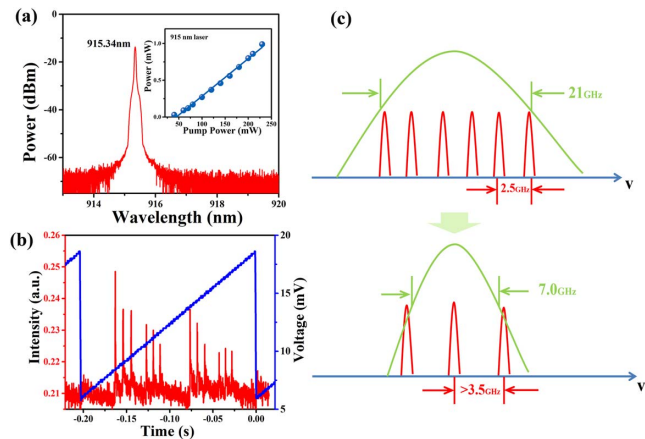 (a)
915.34nm
915 nm laser
Power (mW)
1.0
0.5
0.0
50 100 150 200 250
Pump Power (mW)
Power (dBm)
0
-20
-40
-60
914 916 918 920
Wavelength (nm)
(b)
Intensity (a.u.)
0.26
0.25
0.24
0.23
0.22
0.21
20
15
10
5
Voltage (mV)
-0.20 -0.15 -0.10 -0.05 0.00
Time (s)
(c)
21GHz
2.5GHz
v
7.0GHz
>3.5GHz
v